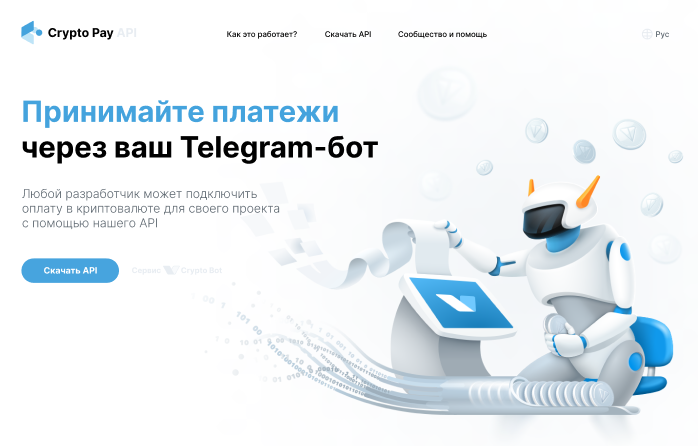 Crypto Pay API
Как это работает?
Скачать API
Сообщество и помощь
Рус
Принимайте платежи
через ваш Telegram-бот
Любой разработчик может подключить
оплату в криптовалюте для своего проекта
с помощью нашего API
Скачать API
Сервис Crypto Bot